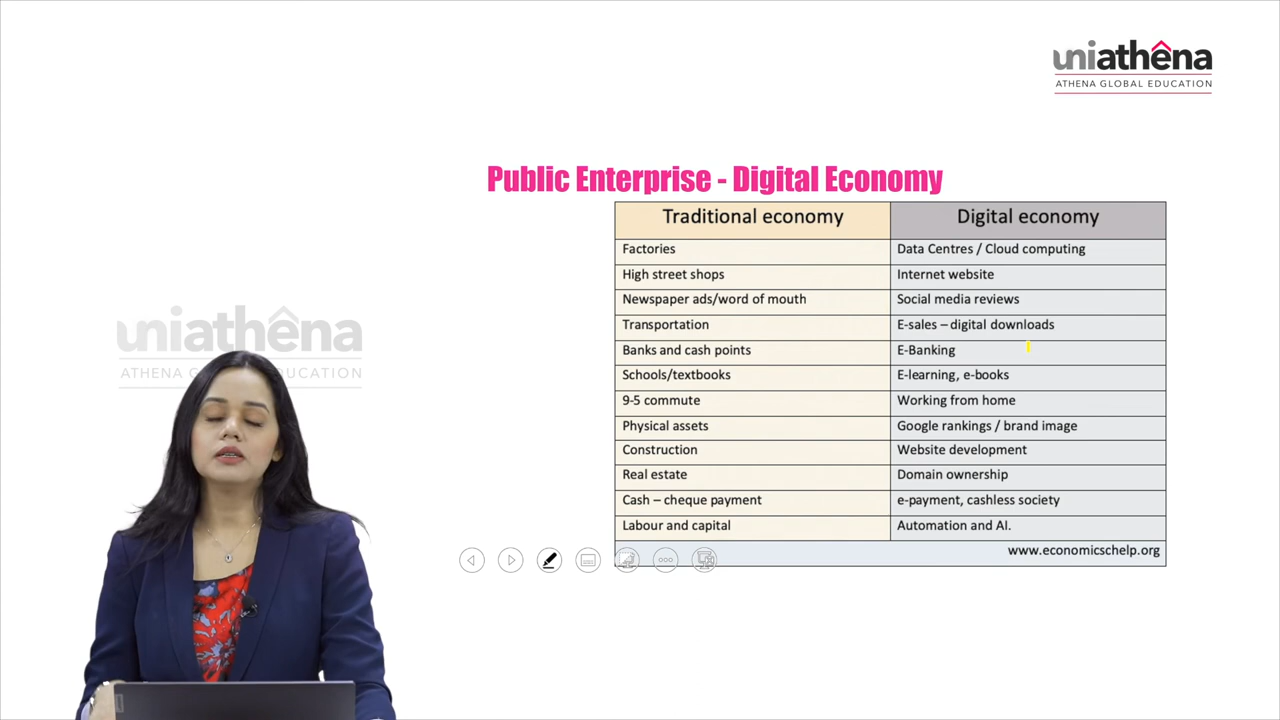 uniathena
ATHENA GLOBAL EDUCATION
Public Enterprise - Digital Economy
Traditional economy Digital economy
Factories Data Centres / Cloud computing
High street shops Internet website
Newspaper ads/word of mouth Social media reviews
Transportation E-sales – digital downloads
Banks and cash points E-Banking
Schools/textbooks E-learning, e-books
9-5 commute Working from home
Physical assets Google rankings / brand image
Construction Website development
Real estate Domain ownership
Cash – cheque payment e-payment, cashless society
Labour and capital Automation and AI.
www.economicshelp.org
uniathêna
ATHENA G DUCATION